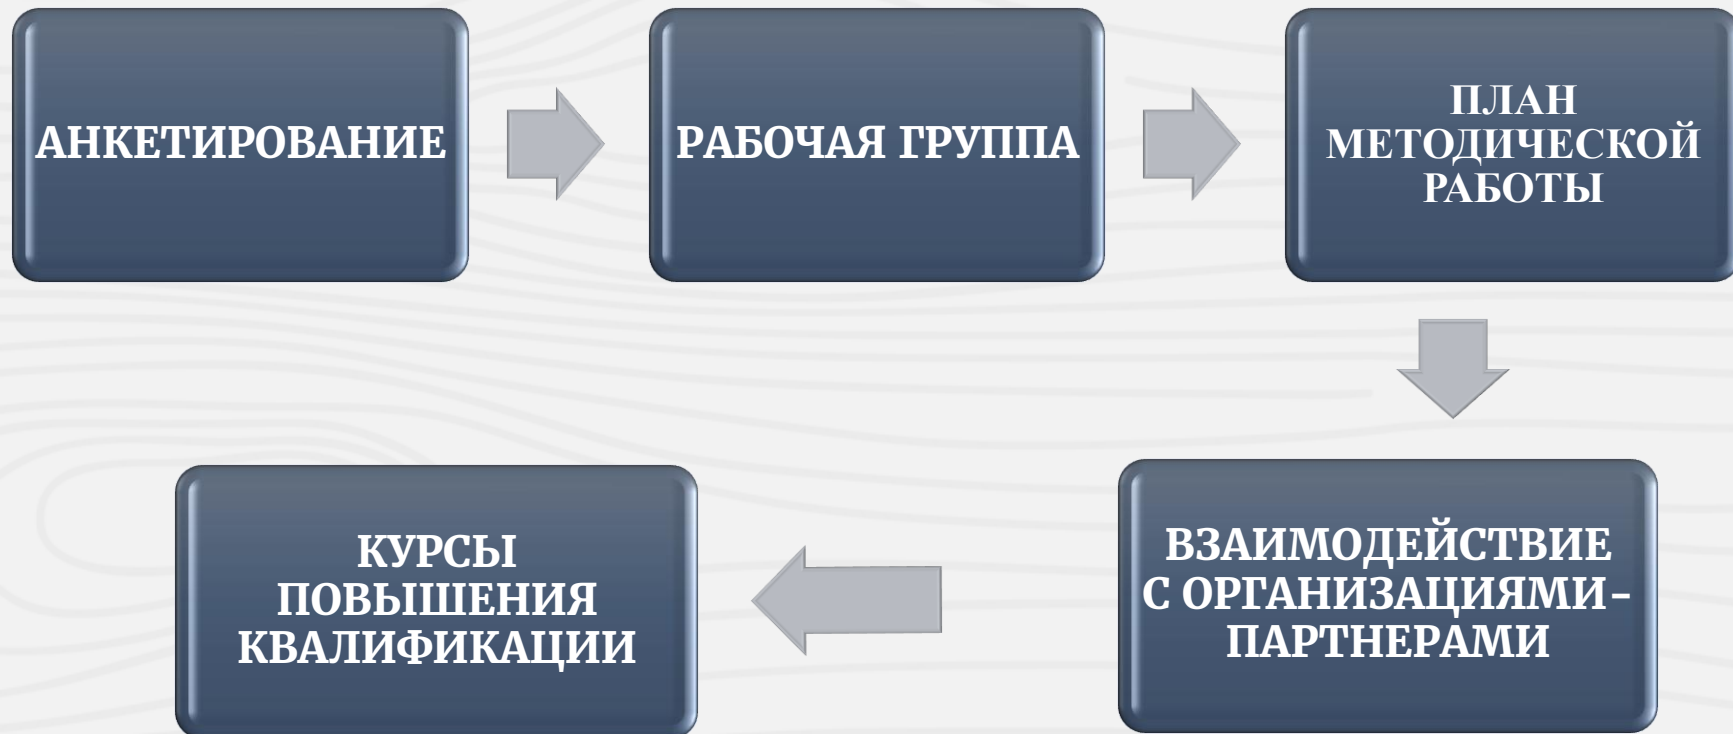 АНКЕТИРОВАНИЕ
РАБОЧАЯ ГРУППА
ПЛАН
МЕТОДИЧЕСКОЙ
РАБОТЫ
ВЗАИМОДЕЙСТВИЕ
С ОРГАНИЗАЦИЯМИ-
ПАРТНЕРАМИ
КУРСЫ
ПОВЫШЕНИЯ
КВАЛИФИКАЦИИ